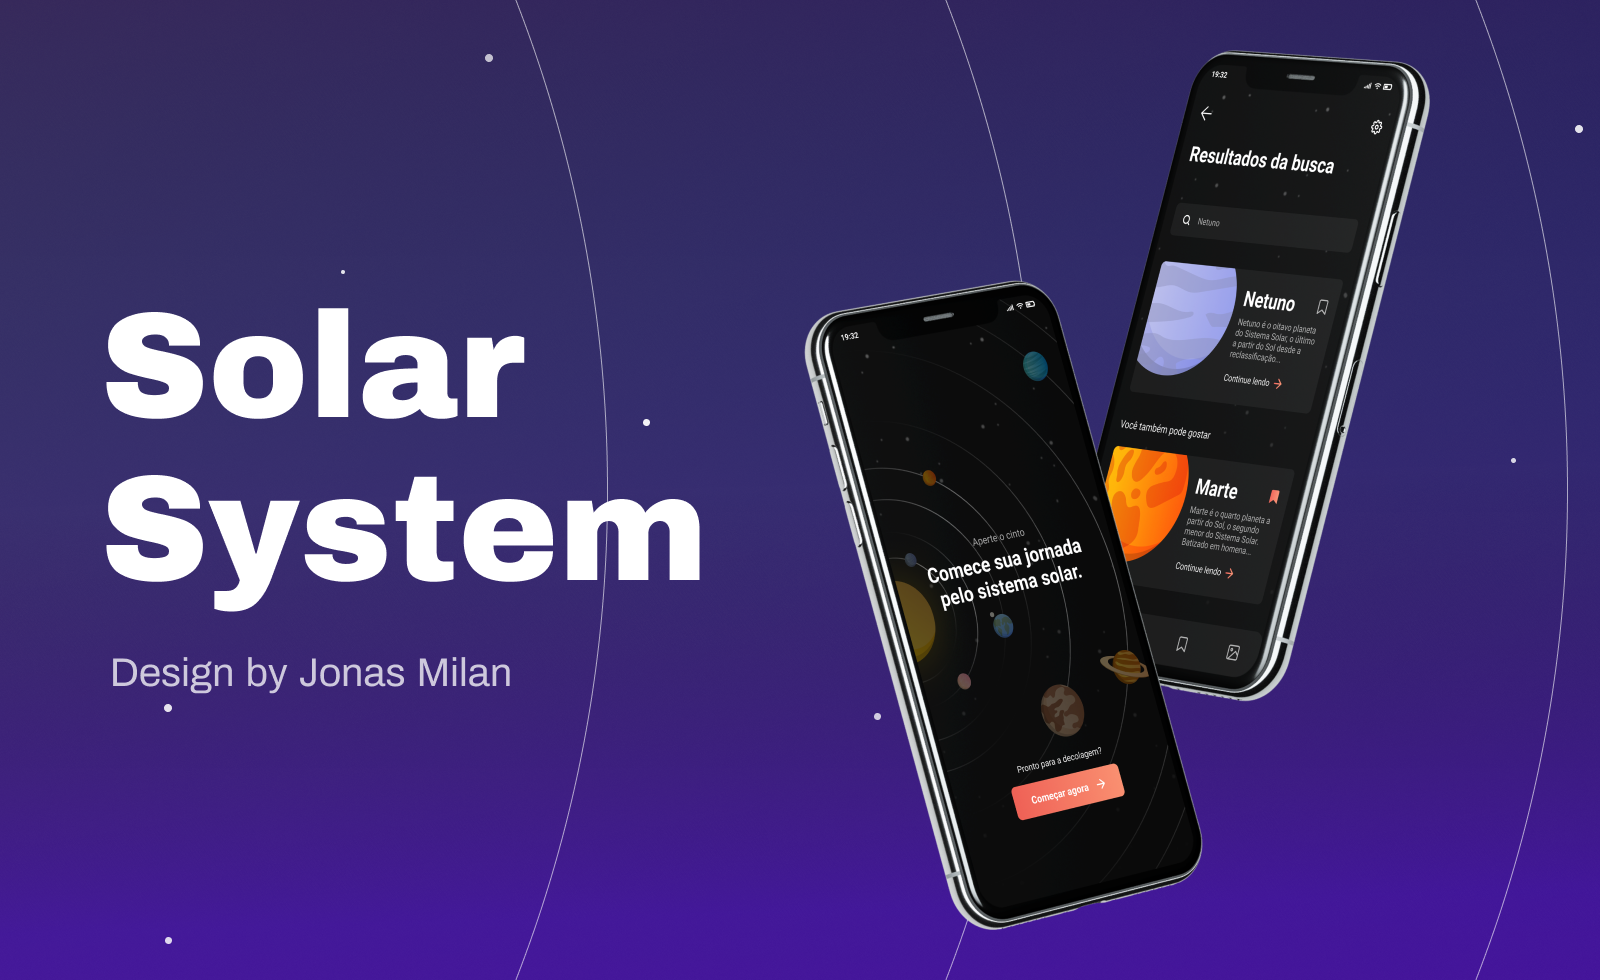 Solar
System
Design by Jonas Milan
19:32
Aperte o cinto
Comece sua jornada
pelo sistema solar.
Pronto para a decolagem?
Começar agora
19:32
Resultados da busca
Netuno
Netuno
Netuno é o oitavo planeta
do Sistema Solar, o último
a partir do Sol desde a
reclassificação...
Continue lendo
Você também pode gostar
Marte
Marte é o quarto planeta a
partir do Sol, o segundo
menor do Sistema Solar.
Batizado em homena...
Continue lendo